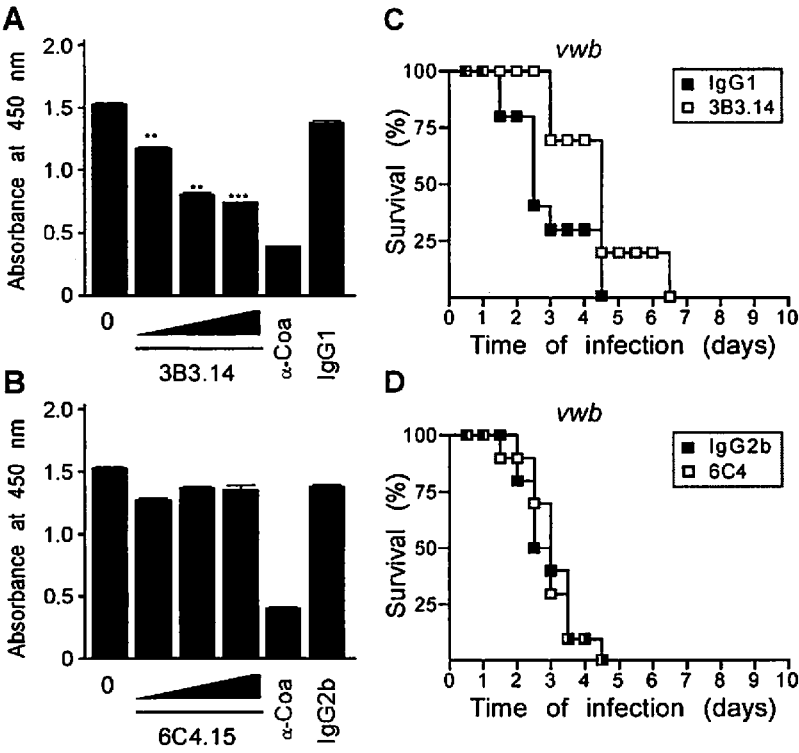 A
Absorbance at 450 nm
2.0
1.5
1.0
0.5
0
**
**
***
0
3B3.14
α-Coa
IgG1
C
vwb
Survival (%)
100
75
50
25
IgG1
3B3.14
0 1 2 3 4 5 6 7 8 9 10
Time of infection (days)
B
Absorbance at 450 nm
2.0
1.5
1.0
0.5
0
0
6C4.15
α-Coa
IgG2b
D
vwb
Survival (%)
100
75
50
25
IgG2b
6C4
0 1 2 3 4 5 6 7 8 9 10
Time of infection (days)